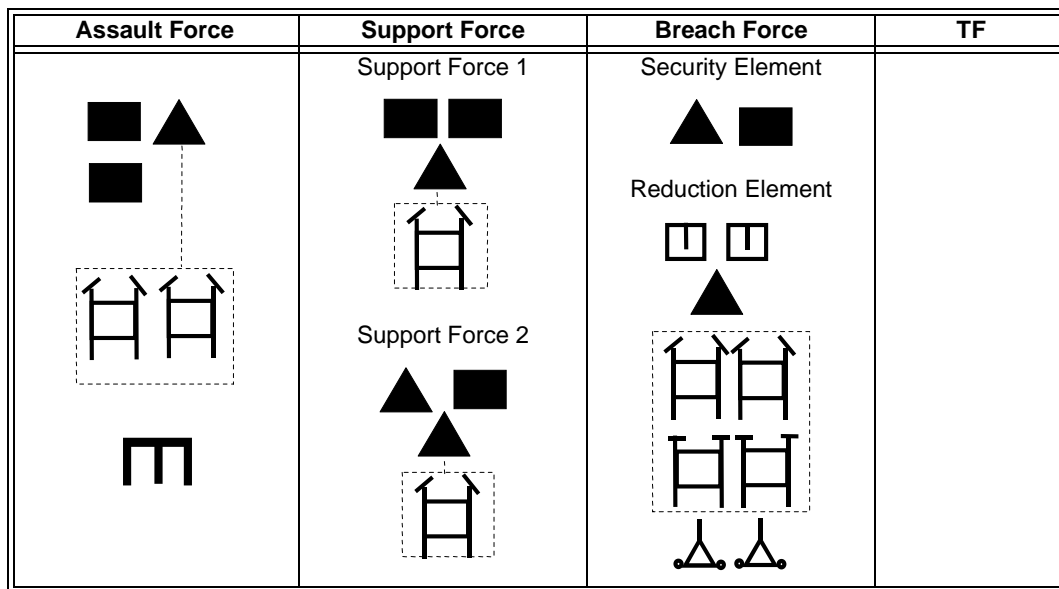 Assault Force
Support Force
Breach Force
TF
Support Force 1
Security Element
Reduction Element
Support Force 2